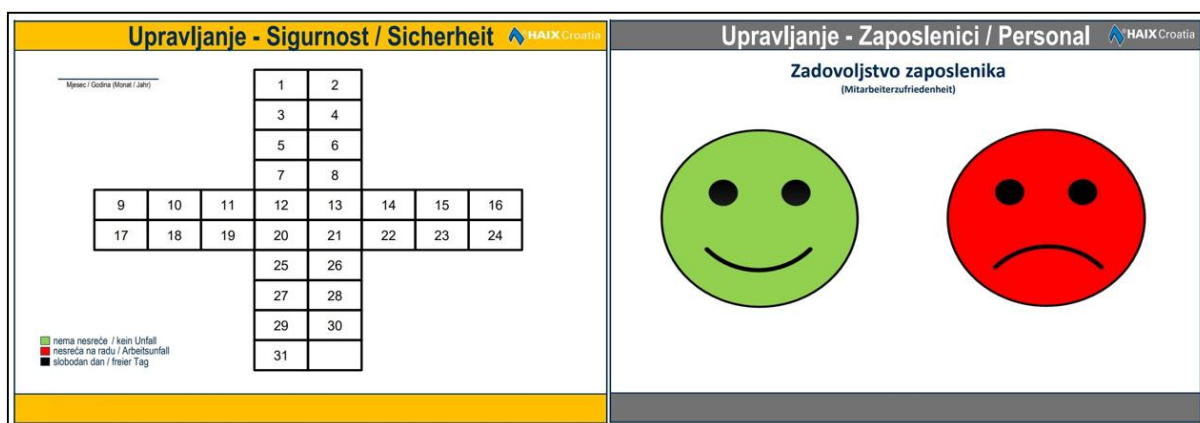 Upravljanje - Sigurnost / Sicherheit
HAIX Croatia
Mjesec / Godina (Monat / Jahr)
1 2
3 4
5 6
7 8
9 10 11 12 13 14 15 16
17 18 19 20 21 22 23 24
25 26
27 28
29 30
31
nema nesreće / kein Unfall
nesreća na radu / Arbeitsunfall
slobodan dan / freier Tag
Upravljanje - Zaposlenici / Personal
HAIX Croatia
Zadovoljstvo zaposlenika
(Mitarbeiterzufriedenheit)